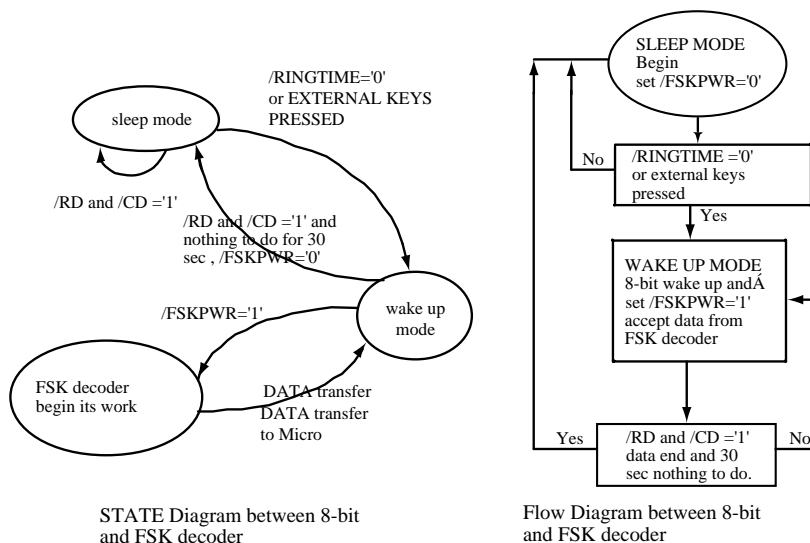 /RINGTIME='0'
or EXTERNAL KEYS
PRESSED
sleep mode
/RD and /CD ='1'
/RD and /CD ='1' and
nothing to do for 30
sec , /FSKPWR='0'
wake up
mode
/FSKPWR='1'
FSK decoder
begin its work
DATA transfer
DATA transfer
to Micro
STATE Diagram between 8-bit
and FSK decoder
SLEEP MODE
Begin
set /FSKPWR='0'
No
/RINGTIME ='0'
or external keys
pressed
Yes
WAKE UP MODE
8-bit wake up andÁ
set /FSKPWR='1'
accept data from
FSK decoder
Yes
/RD and /CD ='1'
data end and 30
sec nothing to do.
No
Flow Diagram between 8-bit
and FSK decoder